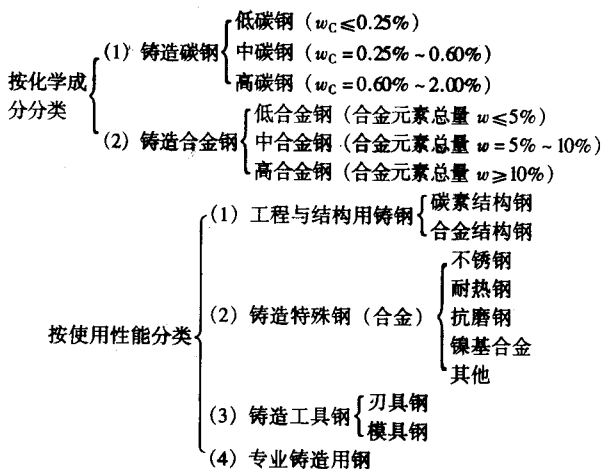 低碳钢（wC≤0.25%）
(1) 铸造碳钢 中碳钢（wC=0.25%~0.60%）
按化学成 高碳钢（wC=0.60%~2.00%）
分分类 低合金钢（合金元素总量 w≤5%）
(2) 铸造合金钢 中合金钢（合金元素总量 w=5%~10%）
高合金钢（合金元素总量 w≥10%）
碳素结构钢
(1) 工程与结构用铸钢
合金结构钢
不锈钢
耐热钢
(2) 铸造特殊钢（合金） 抗磨钢
按使用性能分类 镍基合金
其他
刃具钢
(3) 铸造工具钢
模具钢
(4) 专业铸造用钢